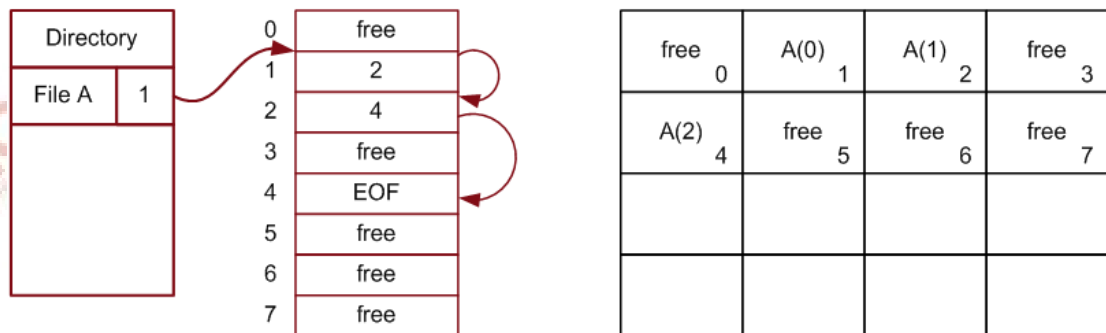 Directory
File A 1
0 free
1 2
2 4
3 free
4 EOF
5 free
6 free
7 free
free 0 A(0) 1 A(1) 2 free 3
A(2) 4 free 5 free 6 free 7